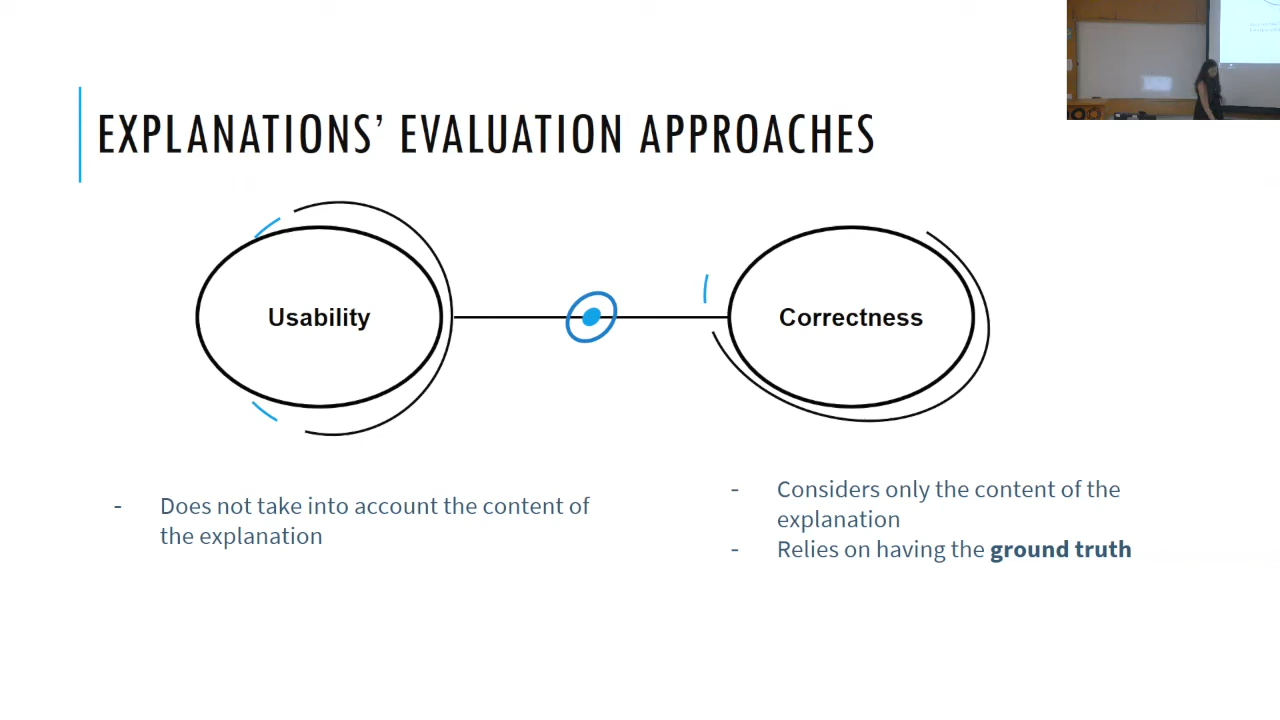 EXPLANATIONS’ EVALUATION APPROACHES
Usability
Correctness
- Does not take into account the content of
the explanation
- Considers only the content of the
explanation
- Relies on having the ground truth